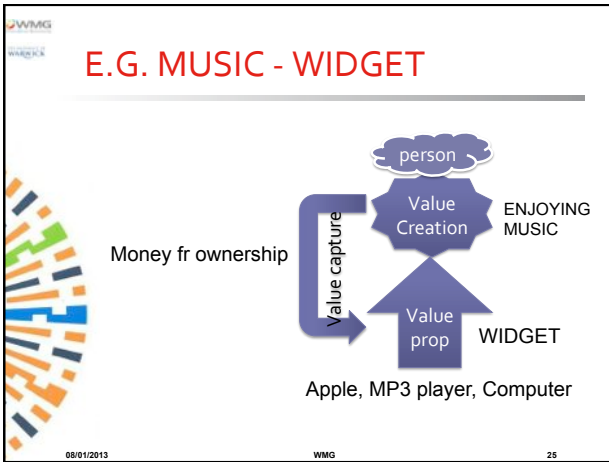 WMG
WARWICK
E.G. MUSIC - WIDGET
person
Value
Creation
ENJOYING
MUSIC
Money fr ownership
Value capture
Value
prop
WIDGET
Apple, MP3 player, Computer
08/01/2013
WMG
25